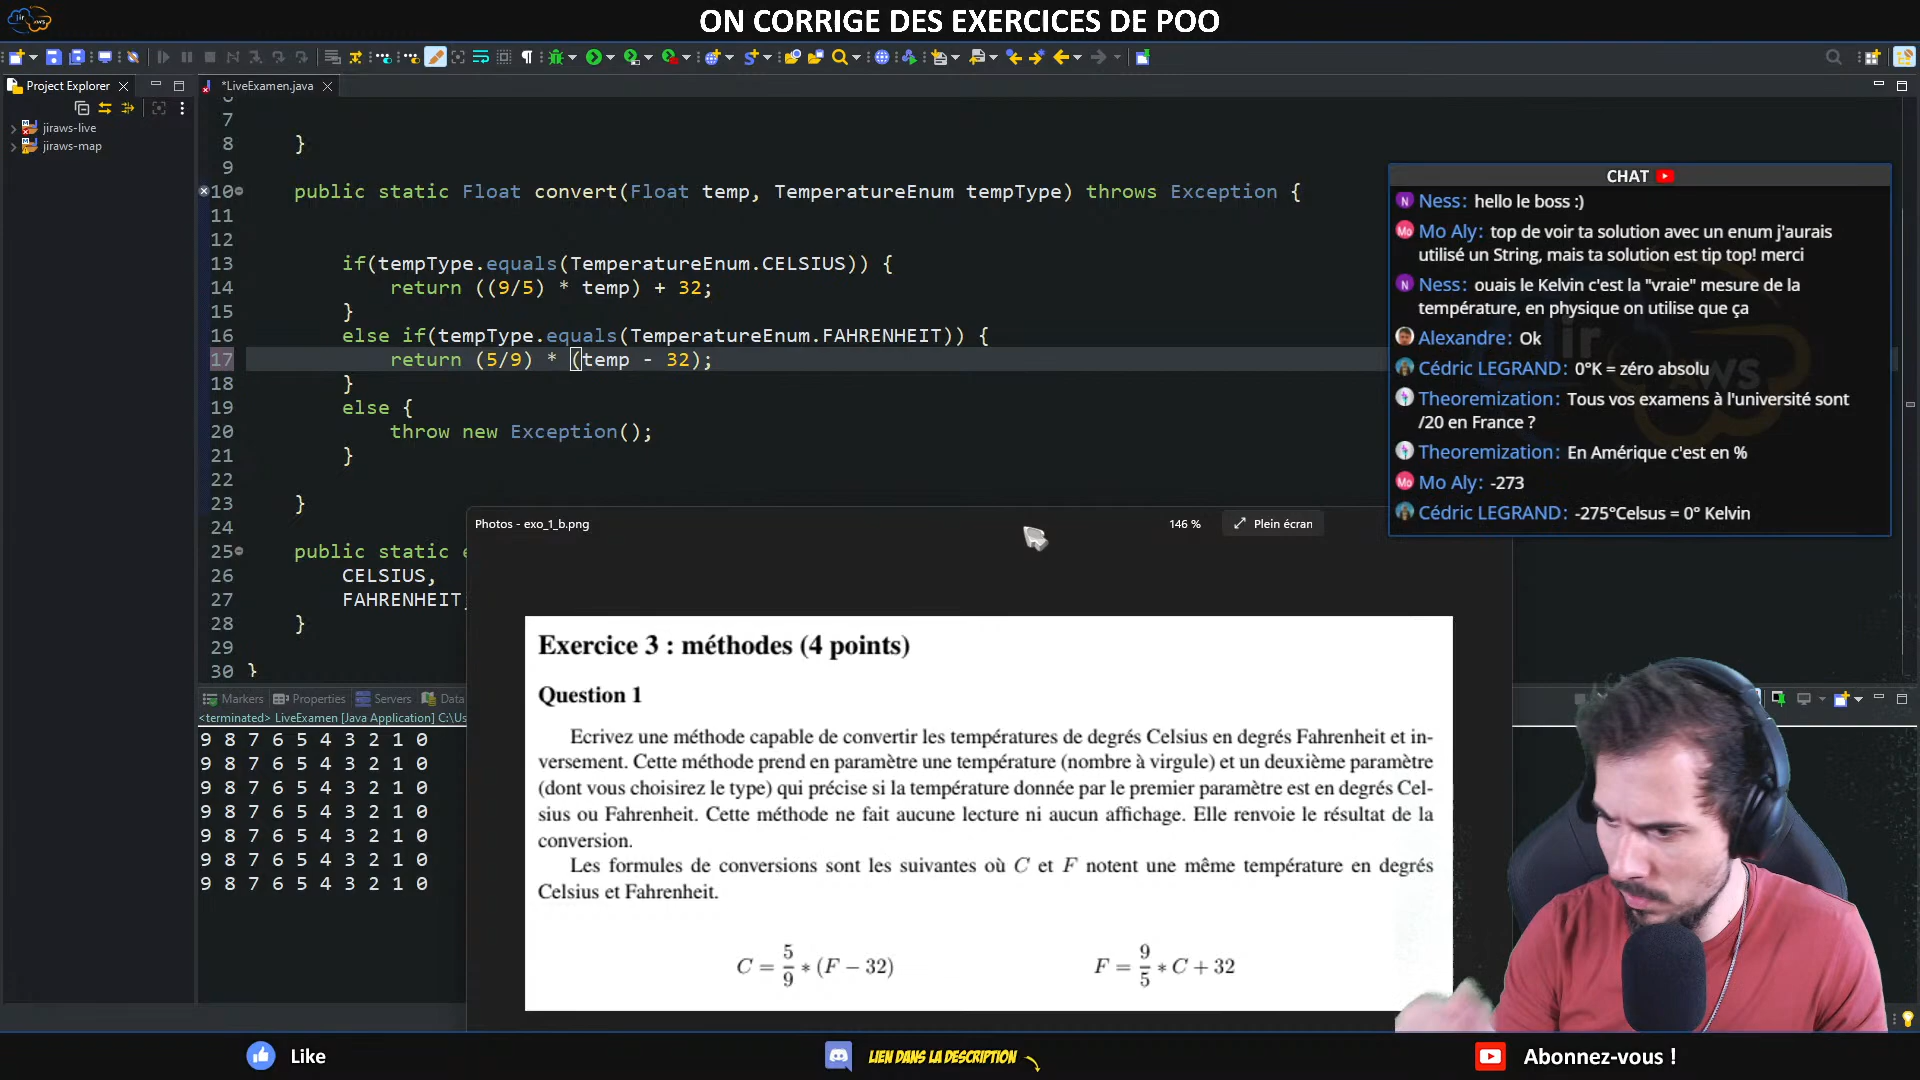 ON CORRIGE DES EXERCICES DE POO
Project Explorer
jiraws-live
jiraws-map
*LiveExamen.java
7
8 }
9
10 public static Float convert(Float temp, TemperatureEnum tempType) throws Exception {
11
12
13 if(tempType.equals(TemperatureEnum.CELSIUS)) {
14 return ((9/5) * temp) + 32;
15 }
16 else if(tempType.equals(TemperatureEnum.FAHRENHEIT)) {
17 return (5/9) * (temp - 32);
18 }
19 else {
20 throw new Exception();
21 }
22
23 }
24
25 public static e
26 CELSIUS,
27 FAHRENHEIT
28 }
29
30 }
CHAT
Ness: hello le boss :)
Mo Aly: top de voir ta solution avec un enum j'aurais
utilisé un String, mais ta solution est tip top! merci
Ness: ouais le Kelvin c'est la "vraie" mesure de la
température, en physique on utilise que ça
Alexandre: Ok
Cédric LEGRAND: 0°K = zéro absolu
Theoremization: Tous vos examens à l'université sont
/20 en France ?
Theoremization: En Amérique c'est en %
Mo Aly: -273
Cédric LEGRAND: -275°Celsus = 0° Kelvin
Markers Properties Servers Data
<terminated> LiveExamen [Java Application] C:\Us
9 8 7 6 5 4 3 2 1 0
9 8 7 6 5 4 3 2 1 0
9 8 7 6 5 4 3 2 1 0
9 8 7 6 5 4 3 2 1 0
9 8 7 6 5 4 3 2 1 0
9 8 7 6 5 4 3 2 1 0
9 8 7 6 5 4 3 2 1 0
Photos - exo_1_b.png
146 %
Plein écran
Exercice 3 : méthodes (4 points)
Question 1
Ecrivez une méthode capable de convertir les températures de degrés Celsius en degrés Fahrenheit et in-
versement. Cette méthode prend en paramètre une température (nombre à virgule) et un deuxième paramètre
(dont vous choisirez le type) qui précise si la température donnée par le premier paramètre est en degrés Cel-
sius ou Fahrenheit. Cette méthode ne fait aucune lecture ni aucun affichage. Elle renvoie le résultat de la
conversion.
Les formules de conversions sont les suivantes où C et F notent une même température en degrés
Celsius et Fahrenheit.
C = 5/9 * (F − 32) F = 9/5 * C + 32
Like
LIEN DANS LA DESCRIPTION
Abonnez-vous !